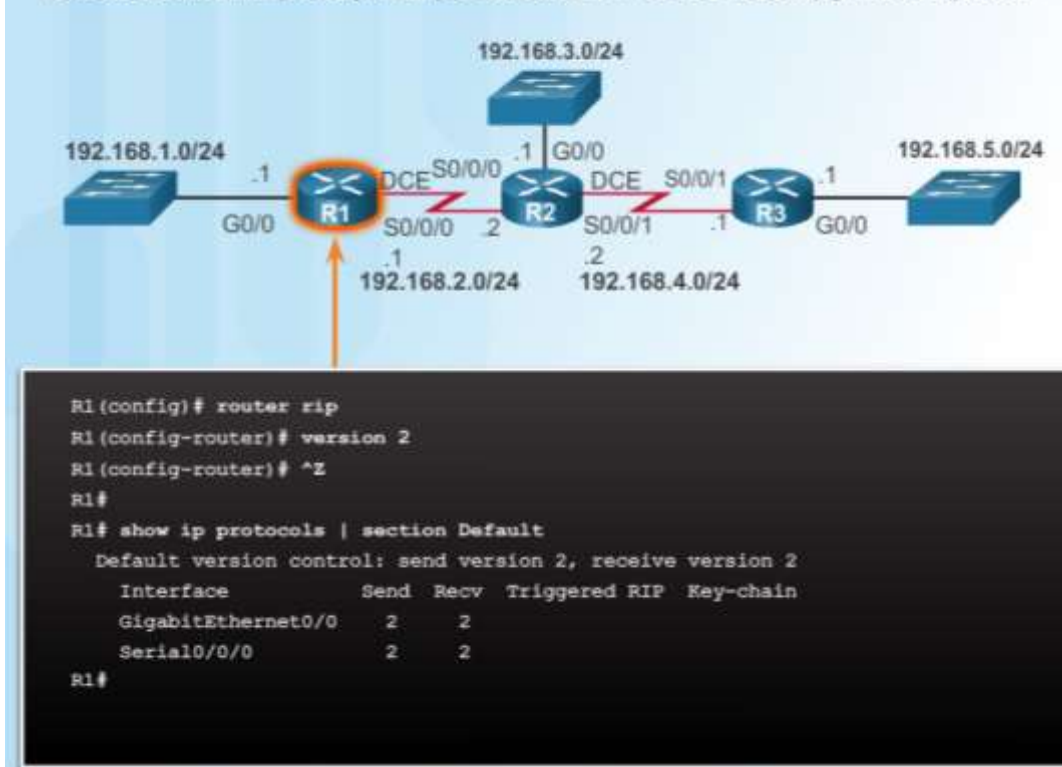 192.168.3.0/24
192.168.1.0/24
.1
G0/0
R1
DCE
S0/0/0
S0/0/0
.1
.2
192.168.2.0/24
.1
G0/0
R2
DCE
S0/0/1
S0/0/1
.2
.1
192.168.4.0/24
R3
.1
G0/0
192.168.5.0/24
R1(config)# router rip
R1(config-router)# version 2
R1(config-router)# ^Z
R1#
R1# show ip protocols | section Default
Default version control: send version 2, receive version 2
Interface Send Recv Triggered RIP Key-chain
GigabitEthernet0/0 2 2
Serial0/0/0 2 2
R1#